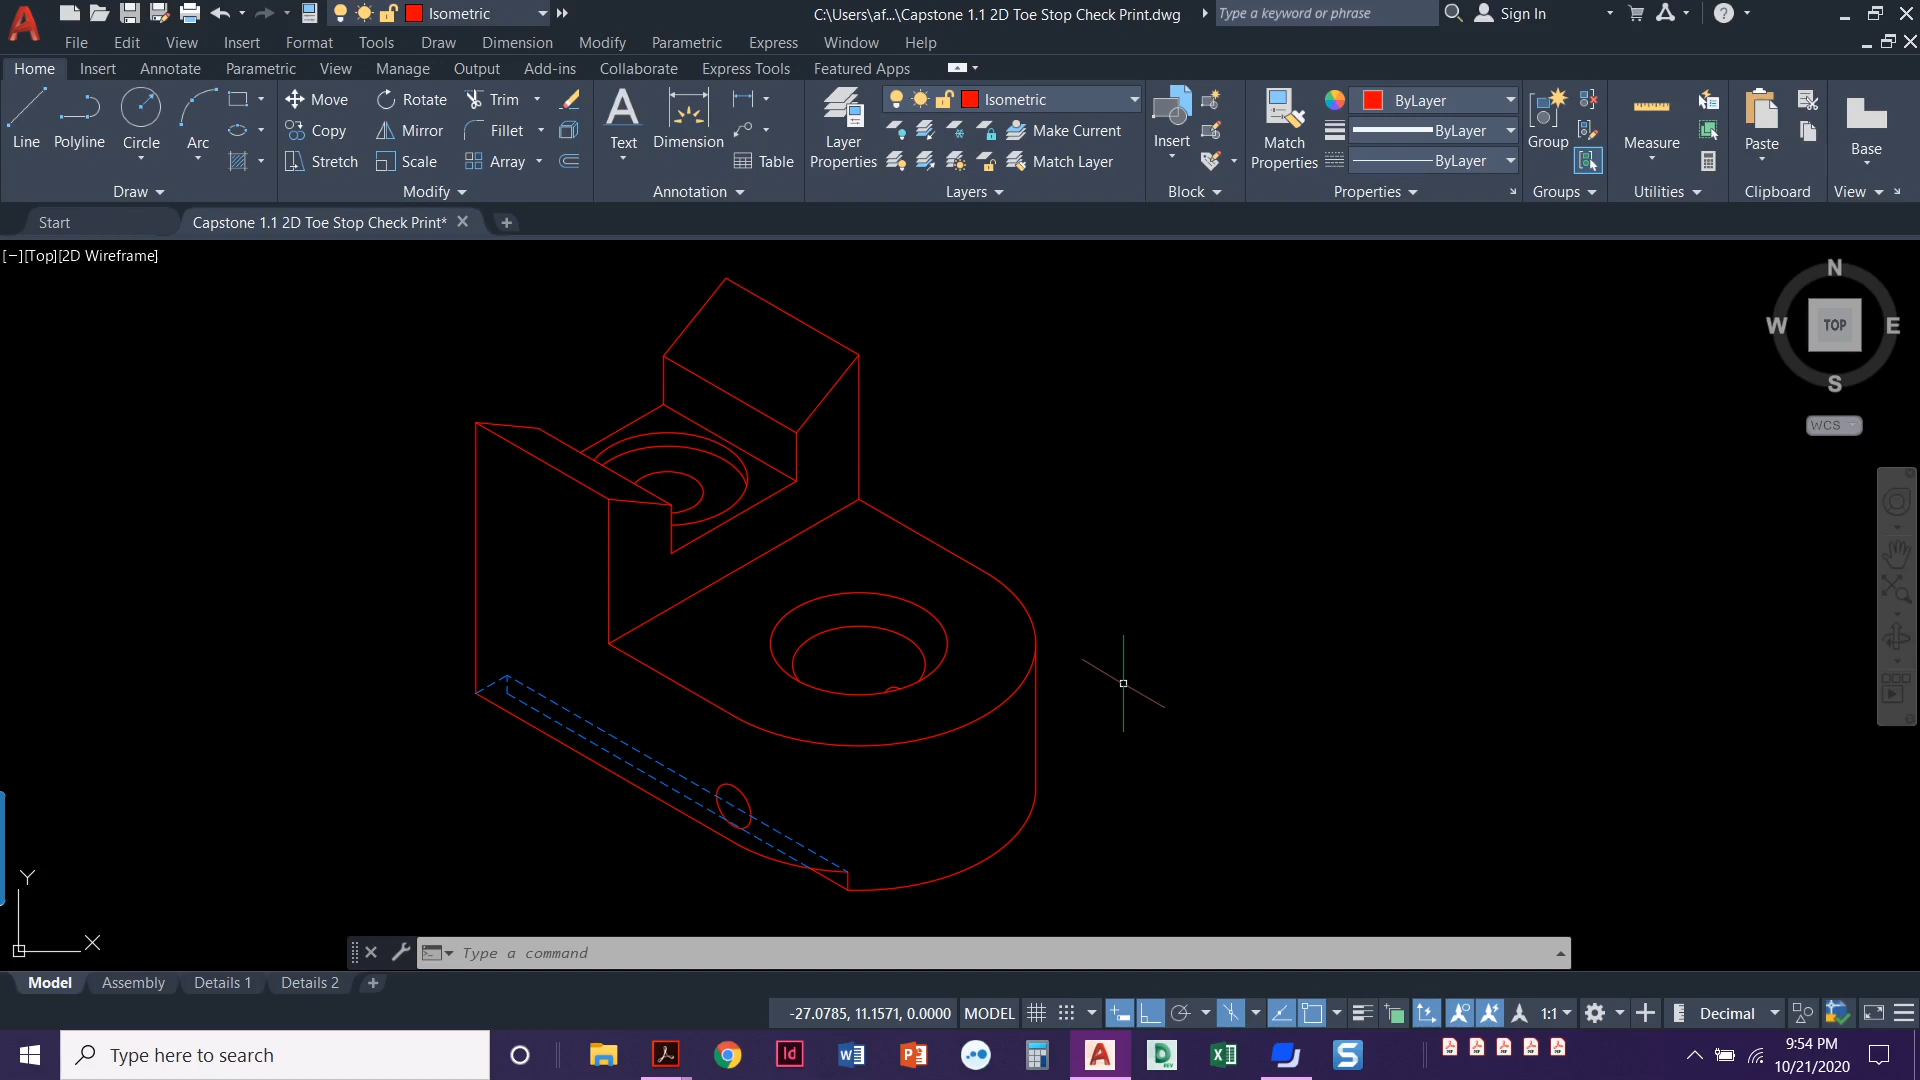 Isometric
C:\Users\af...\Capstone 1.1 2D Toe Stop Check Print.dwg
Type a keyword or phrase
Sign In
File Edit View Insert Format Tools Draw Dimension Modify Parametric Express Window Help
Home Insert Annotate Parametric View Manage Output Add-ins Collaborate Express Tools Featured Apps
Line Polyline Circle Arc
Move Rotate Trim
Copy Mirror Fillet
Stretch Scale Array
Text Dimension
Table
Layer Properties
Isometric
Make Current
Match Layer
Insert
Match Properties
ByLayer
ByLayer
ByLayer
Group
Measure
Paste
Base
Draw Modify Annotation Layers Block Properties Groups Utilities Clipboard View
Start
Capstone 1.1 2D Toe Stop Check Print*
[−][Top][2D Wireframe]
N
W TOP E
S
WCS
Y
X
Type a command
Model Assembly Details 1 Details 2
-27.0785, 11.1571, 0.0000 MODEL
1:1
Decimal
Type here to search
9:54 PM
10/21/2020